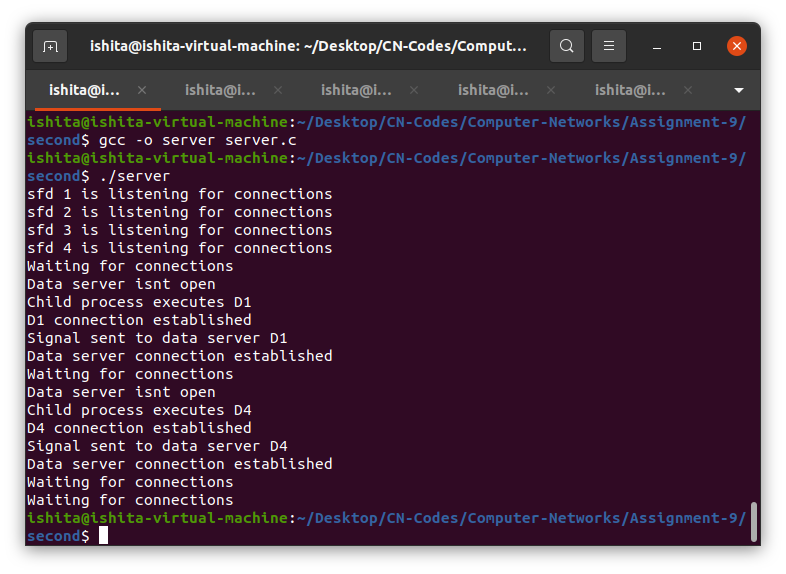 ishita@ishita-virtual-machine: ~/Desktop/CN-Codes/Comput...
ishita@i... ishita@i... ishita@i... ishita@i... ishita@i...
ishita@ishita-virtual-machine:~/Desktop/CN-Codes/Computer-Networks/Assignment-9/
second$ gcc -o server server.c
ishita@ishita-virtual-machine:~/Desktop/CN-Codes/Computer-Networks/Assignment-9/
second$ ./server
sfd 1 is listening for connections
sfd 2 is listening for connections
sfd 3 is listening for connections
sfd 4 is listening for connections
Waiting for connections
Data server isnt open
Child process executes D1
D1 connection established
Signal sent to data server D1
Data server connection established
Waiting for connections
Data server isnt open
Child process executes D4
D4 connection established
Signal sent to data server D4
Data server connection established
Waiting for connections
Waiting for connections
ishita@ishita-virtual-machine:~/Desktop/CN-Codes/Computer-Networks/Assignment-9/
second$